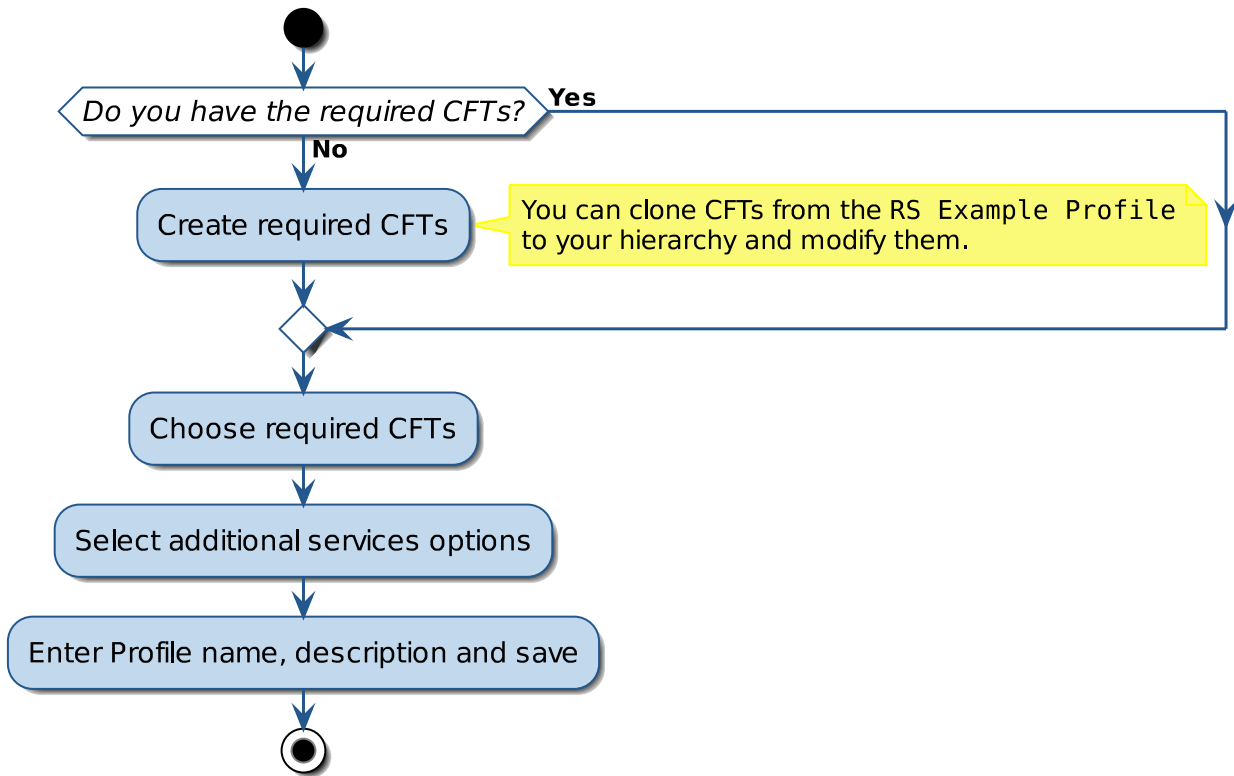 Do you have the required CFTs?
Yes
No
Create required CFTs
You can clone CFTs from the RS Example Profile
to your hierarchy and modify them.
Choose required CFTs
Select additional services options
Enter Profile name, description and save